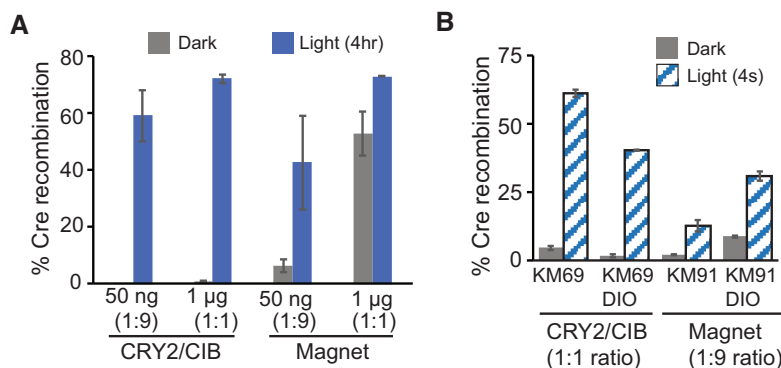 A
Dark
Light (4hr)
% Cre recombination
80
60
40
20
0
50 ng
(1:9)
1 µg
(1:1)
50 ng
(1:9)
1 µg
(1:1)
CRY2/CIB
Magnet
B
Dark
Light (4s)
% Cre recombination
75
50
25
0
KM69
KM69
DIO
KM91
KM91
DIO
CRY2/CIB
(1:1 ratio)
Magnet
(1:9 ratio)